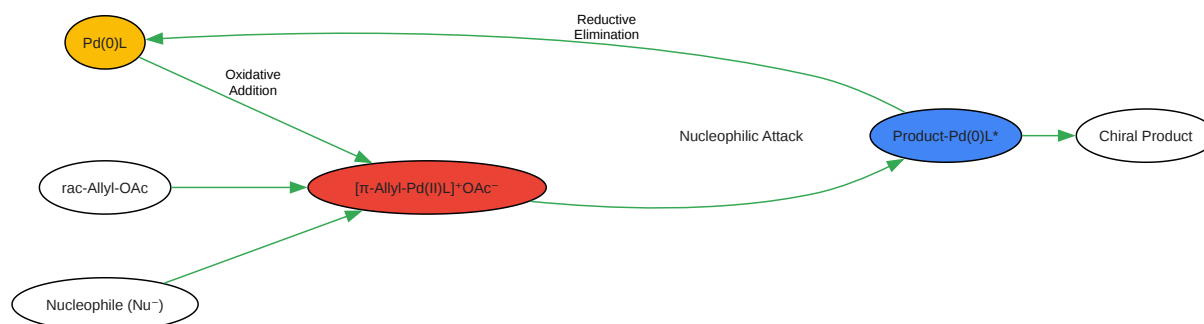 Reductive
Elimination
Pd(0)L
Oxidative
Addition
Nucleophilic Attack
Product-Pd(0)L*
Chiral Product
rac-Allyl-OAc
[π-Allyl-Pd(II)L]⁺OAc⁻
Nucleophile (Nu⁻)